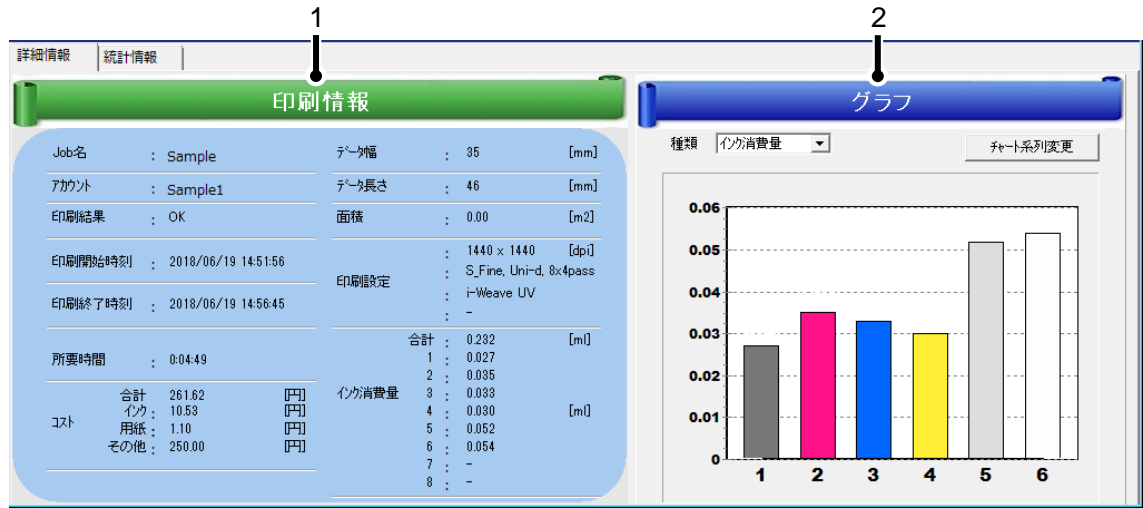 1
2
詳細情報
統計情報
印刷情報
Job名 : Sample
アカウント : Sample1
印刷結果 : OK
印刷開始時刻 : 2018/06/19 14:51:56
印刷終了時刻 : 2018/06/19 14:56:45
所要時間 : 0:04:49
コスト
合計 261.62 [円]
インク : 10.53 [円]
用紙 : 1.10 [円]
その他 : 250.00 [円]
データ幅 : 35 [mm]
データ長さ : 46 [mm]
面積 : 0.00 [m2]
印刷設定
: 1440 x 1440 [dpi]
: S_Fine, Uni-d, 8x4pass
: i-Weave UV
: -
インク消費量
合計 : 0.232 [ml]
1 : 0.027
2 : 0.035
3 : 0.033
4 : 0.030 [ml]
5 : 0.052
6 : 0.054
7 : -
8 : -
グラフ
種類 インク消費量
チャート系列変更
0.06
0.05
0.04
0.03
0.02
0.01
0
1 2 3 4 5 6